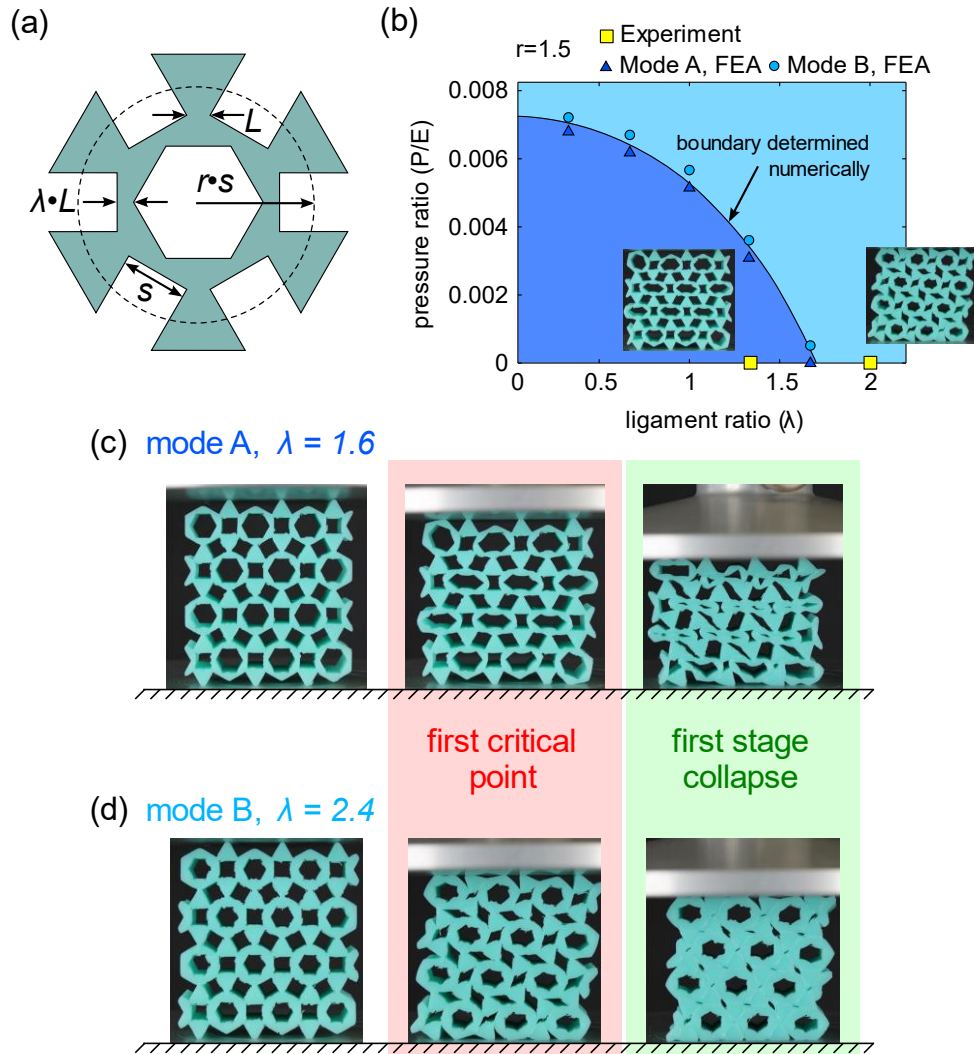 (a)
L
r•s
λ•L
s
(b)
r=1.5
Experiment
Mode A, FEA
Mode B, FEA
0.008
0.006
0.004
0.002
0
pressure ratio (P/E)
boundary determined
numerically
0
0.5
1
1.5
2
ligament ratio (λ)
(c) mode A, λ = 1.6
first critical
point
first stage
collapse
(d) mode B, λ = 2.4